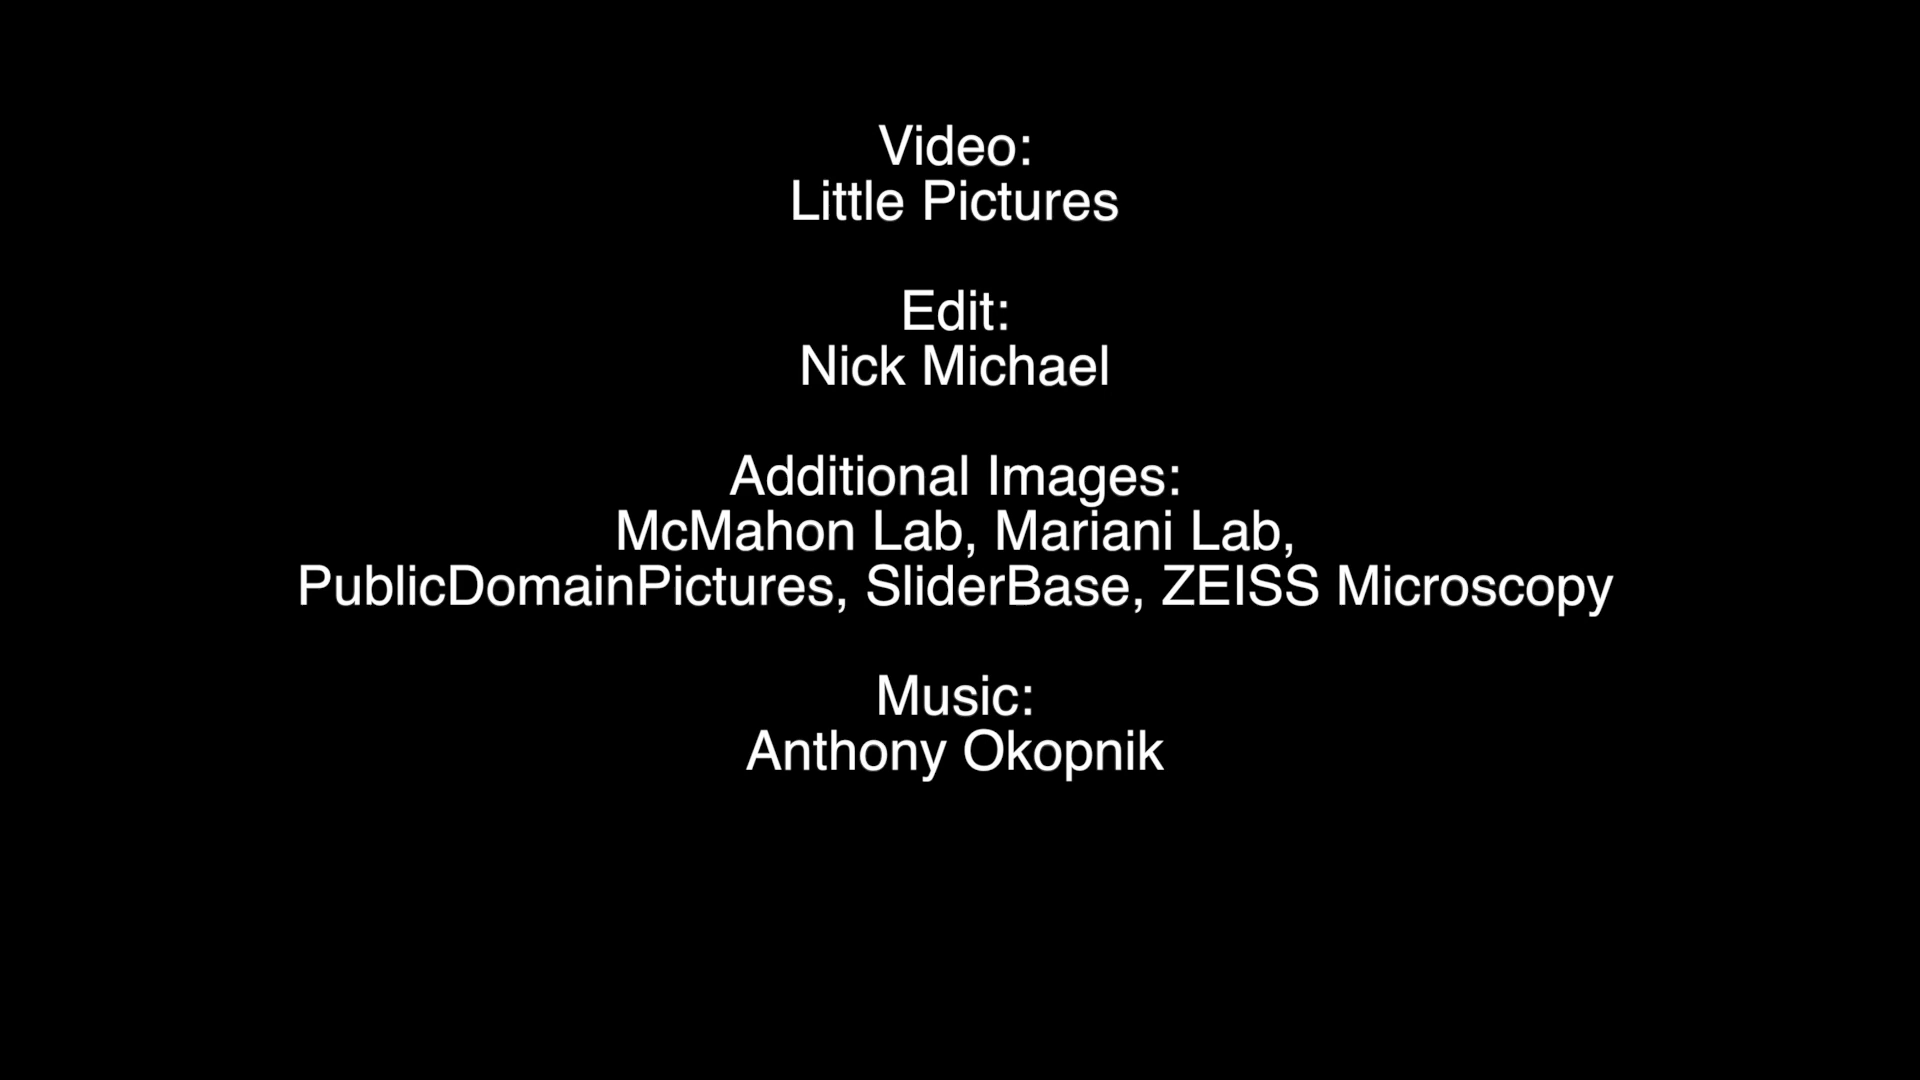 Video:
Little Pictures
Edit:
Nick Michael
Additional Images:
McMahon Lab, Mariani Lab,
PublicDomainPictures, SliderBase, ZEISS Microscopy
Music:
Anthony Okopnik